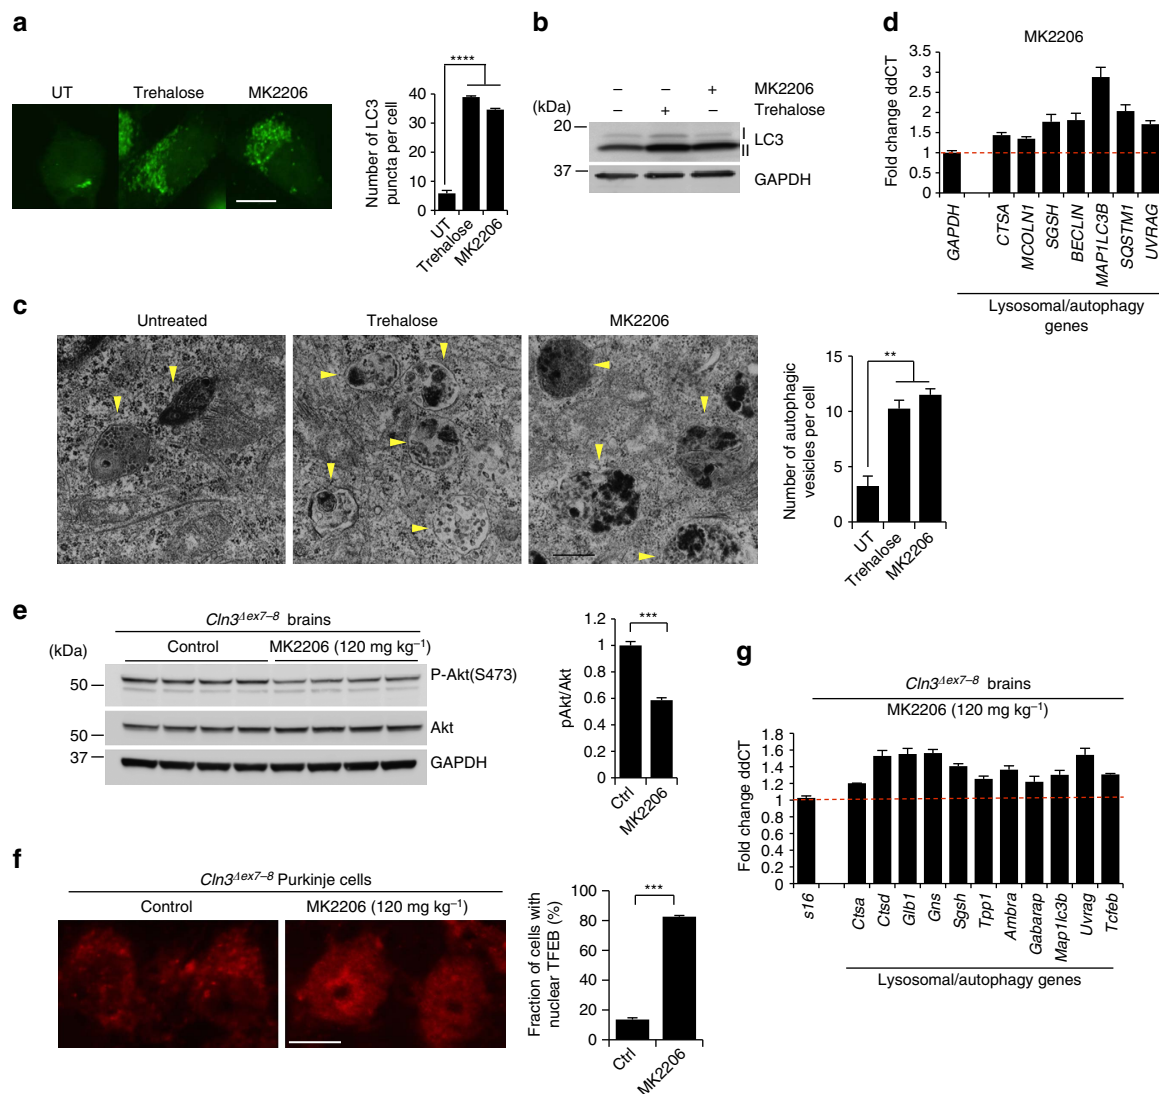 a
UT
Trehalose
MK2206
Number of LC3
puncta per cell
40
30
20
10
0
****
UT
Trehalose
MK2206
b
– – + MK2206
– + – Trehalose
(kDa)
20
37
I
II
LC3
GAPDH
d
MK2206
Fold change ddCT
3.5
3
2.5
2
1.5
1
0.5
0
GAPDH
CTSA
MCOLN1
SGSH
BECLIN
MAP1LC3B
SQSTM1
UVRAG
Lysosomal/autophagy
genes
c
Untreated
Trehalose
MK2206
Number of autophagic
vesicles per cell
15
10
5
0
**
UT
Trehalose
MK2206
e
Cln3Δex7–8 brains
Control
MK2206 (120 mg kg–1)
(kDa)
50
50
37
P-Akt(S473)
Akt
GAPDH
pAkt/Akt
1.2
1
0.8
0.6
0.4
0.2
0
***
Ctrl
MK2206
f
Cln3Δex7–8 Purkinje cells
Control
MK2206 (120 mg kg–1)
Fraction of cells with
nuclear TFEB (%)
100
80
60
40
20
0
***
Ctrl
MK2206
g
Cln3Δex7–8 brains
MK2206 (120 mg kg–1)
Fold change ddCT
1.8
1.6
1.4
1.2
1
0.8
0.6
0.4
0.2
0
s16
Ctsa
Ctsd
Glb1
Gns
Sgsh
Tpp1
Ambra
Gabarap
Map1lc3b
Uvrag
Tcfeb
Lysosomal/autophagy genes